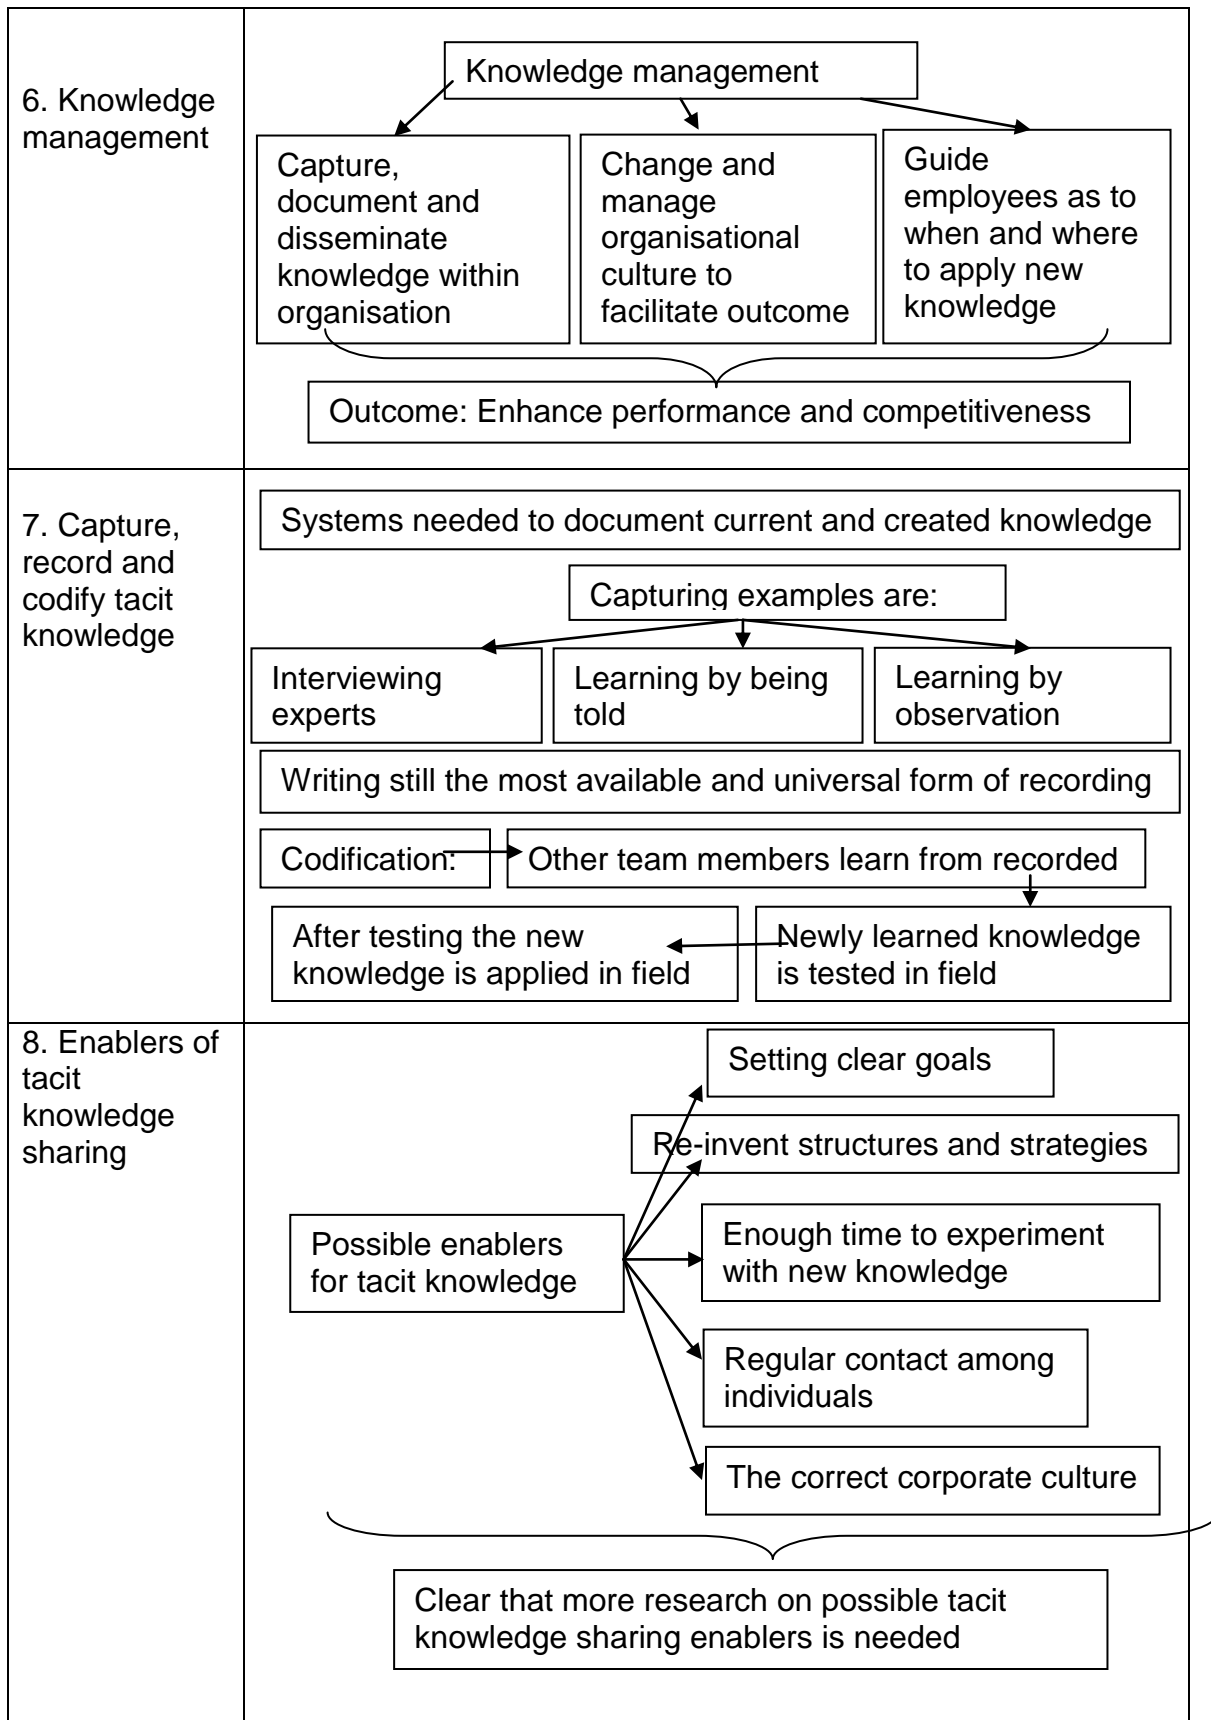 6. Knowledge
management
Knowledge management
Capture,
document and
disseminate
knowledge within
organisation
Change and
manage
organisational
culture to
facilitate outcome
Guide
employees as to
when and where
to apply new
knowledge
Outcome: Enhance performance and competitiveness
7. Capture,
record and
codify tacit
knowledge
Systems needed to document current and created knowledge
Capturing examples are:
Interviewing
experts
Learning by being
told
Learning by
observation
Writing still the most available and universal form of recording
Codification:
Other team members learn from recorded
After testing the new
knowledge is applied in field
Newly learned knowledge
is tested in field
8. Enablers of
tacit
knowledge
sharing
Setting clear goals
Re-invent structures and strategies
Possible enablers
for tacit knowledge
Enough time to experiment
with new knowledge
Regular contact among
individuals
The correct corporate culture
Clear that more research on possible tacit
knowledge sharing enablers is needed